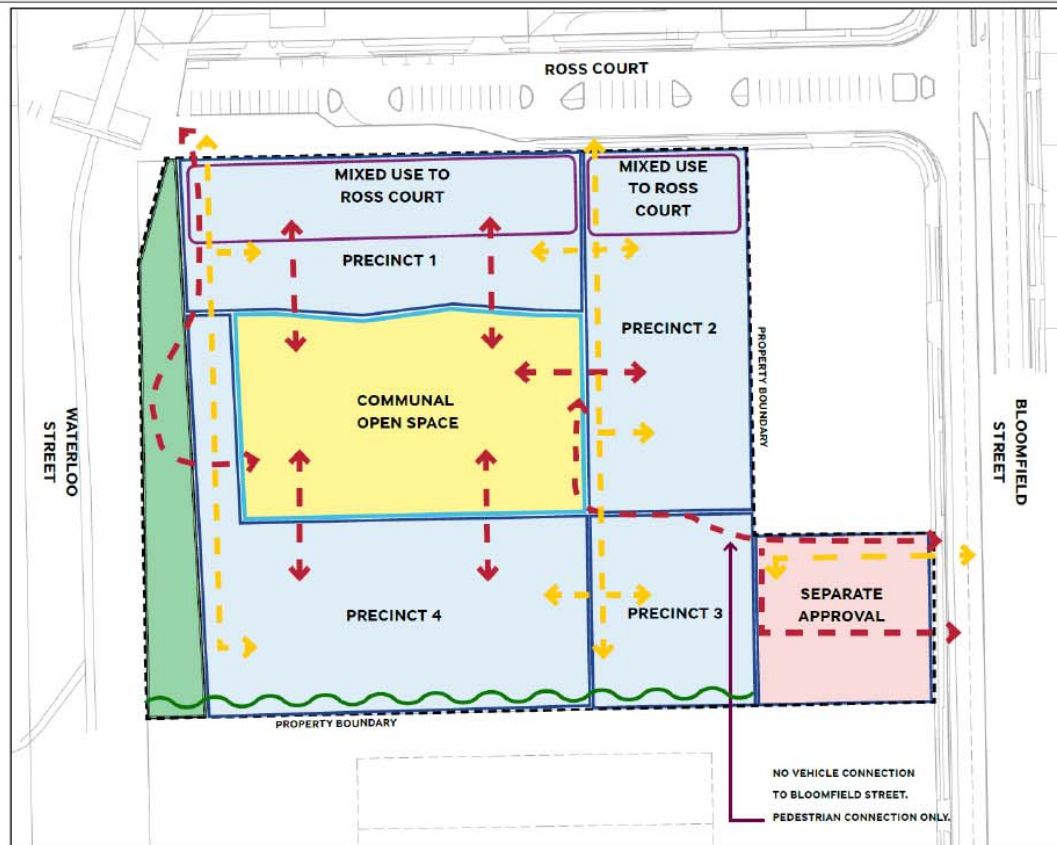 ROSS COURT
MIXED USE TO
ROSS COURT
MIXED USE
TO ROSS
COURT
PRECINCT 1
PRECINCT 2
PROPERTY BOUNDARY
COMMUNAL
OPEN SPACE
WATERLOO
STREET
BLOOMFIELD
STREET
PRECINCT 4
PRECINCT 3
SEPARATE
APPROVAL
PROPERTY BOUNDARY
NO VEHICLE CONNECTION
TO BLOOMFIELD STREET.
PEDESTRIAN CONNECTION ONLY.